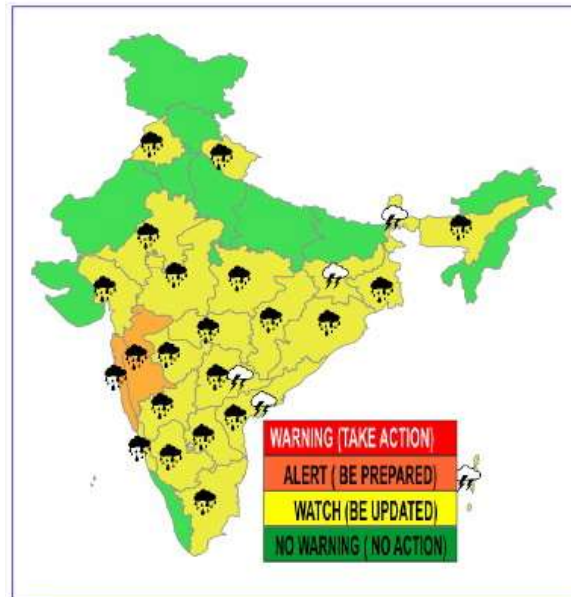 WARNING (TAKE ACTION)
ALERT ( BE PREPARED)
WATCH (BE UPDATED)
NO WARNING ( NO ACTION)